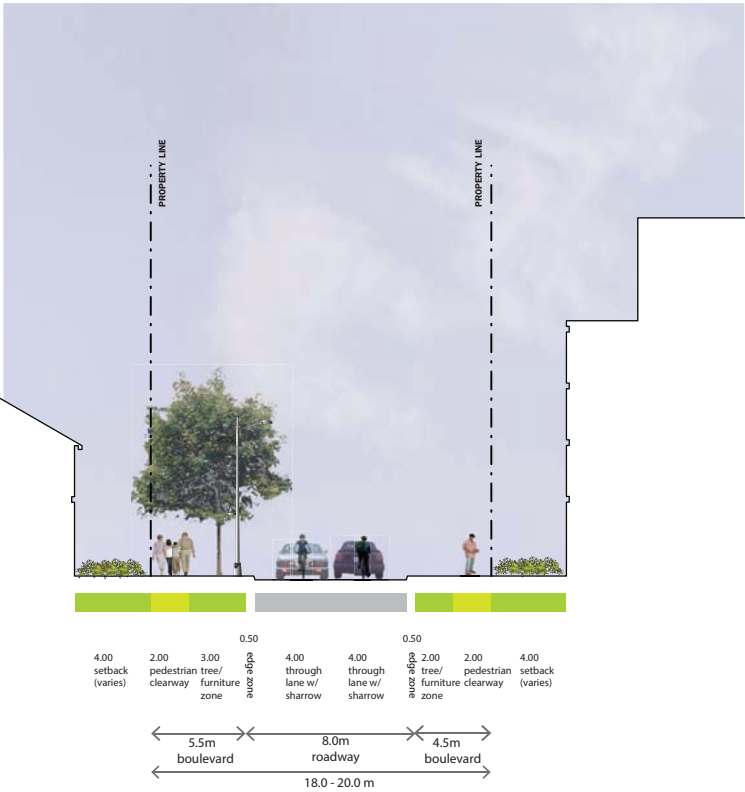 PROPERTY LINE
PROPERTY LINE
0.50
0.50
4.00
setback
(varies)
2.00
pedestrian
clearway
3.00
tree/
furniture
zone
edge zone
4.00
through
lane w/
sharrow
4.00
through
lane w/
sharrow
edge zone
2.00
tree/
furniture
zone
2.00
pedestrian
clearway
4.00
setback
(varies)
5.5m
boulevard
8.0m
roadway
4.5m
boulevard
18.0 - 20.0 m